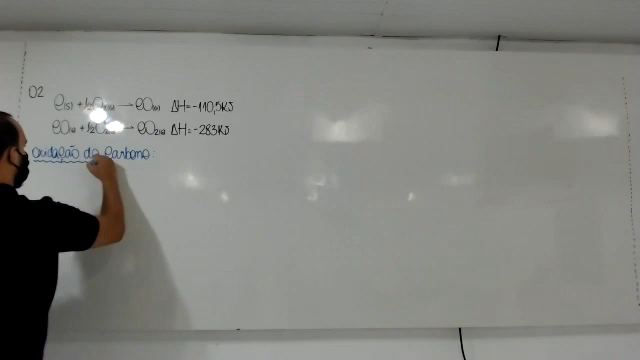 02
C(s) + ½O2(g) → CO(g) ΔH = -110,5KJ
CO(g) + ½O2(g) → CO2(g) ΔH = -283KJ
Oxidação do Carbono: